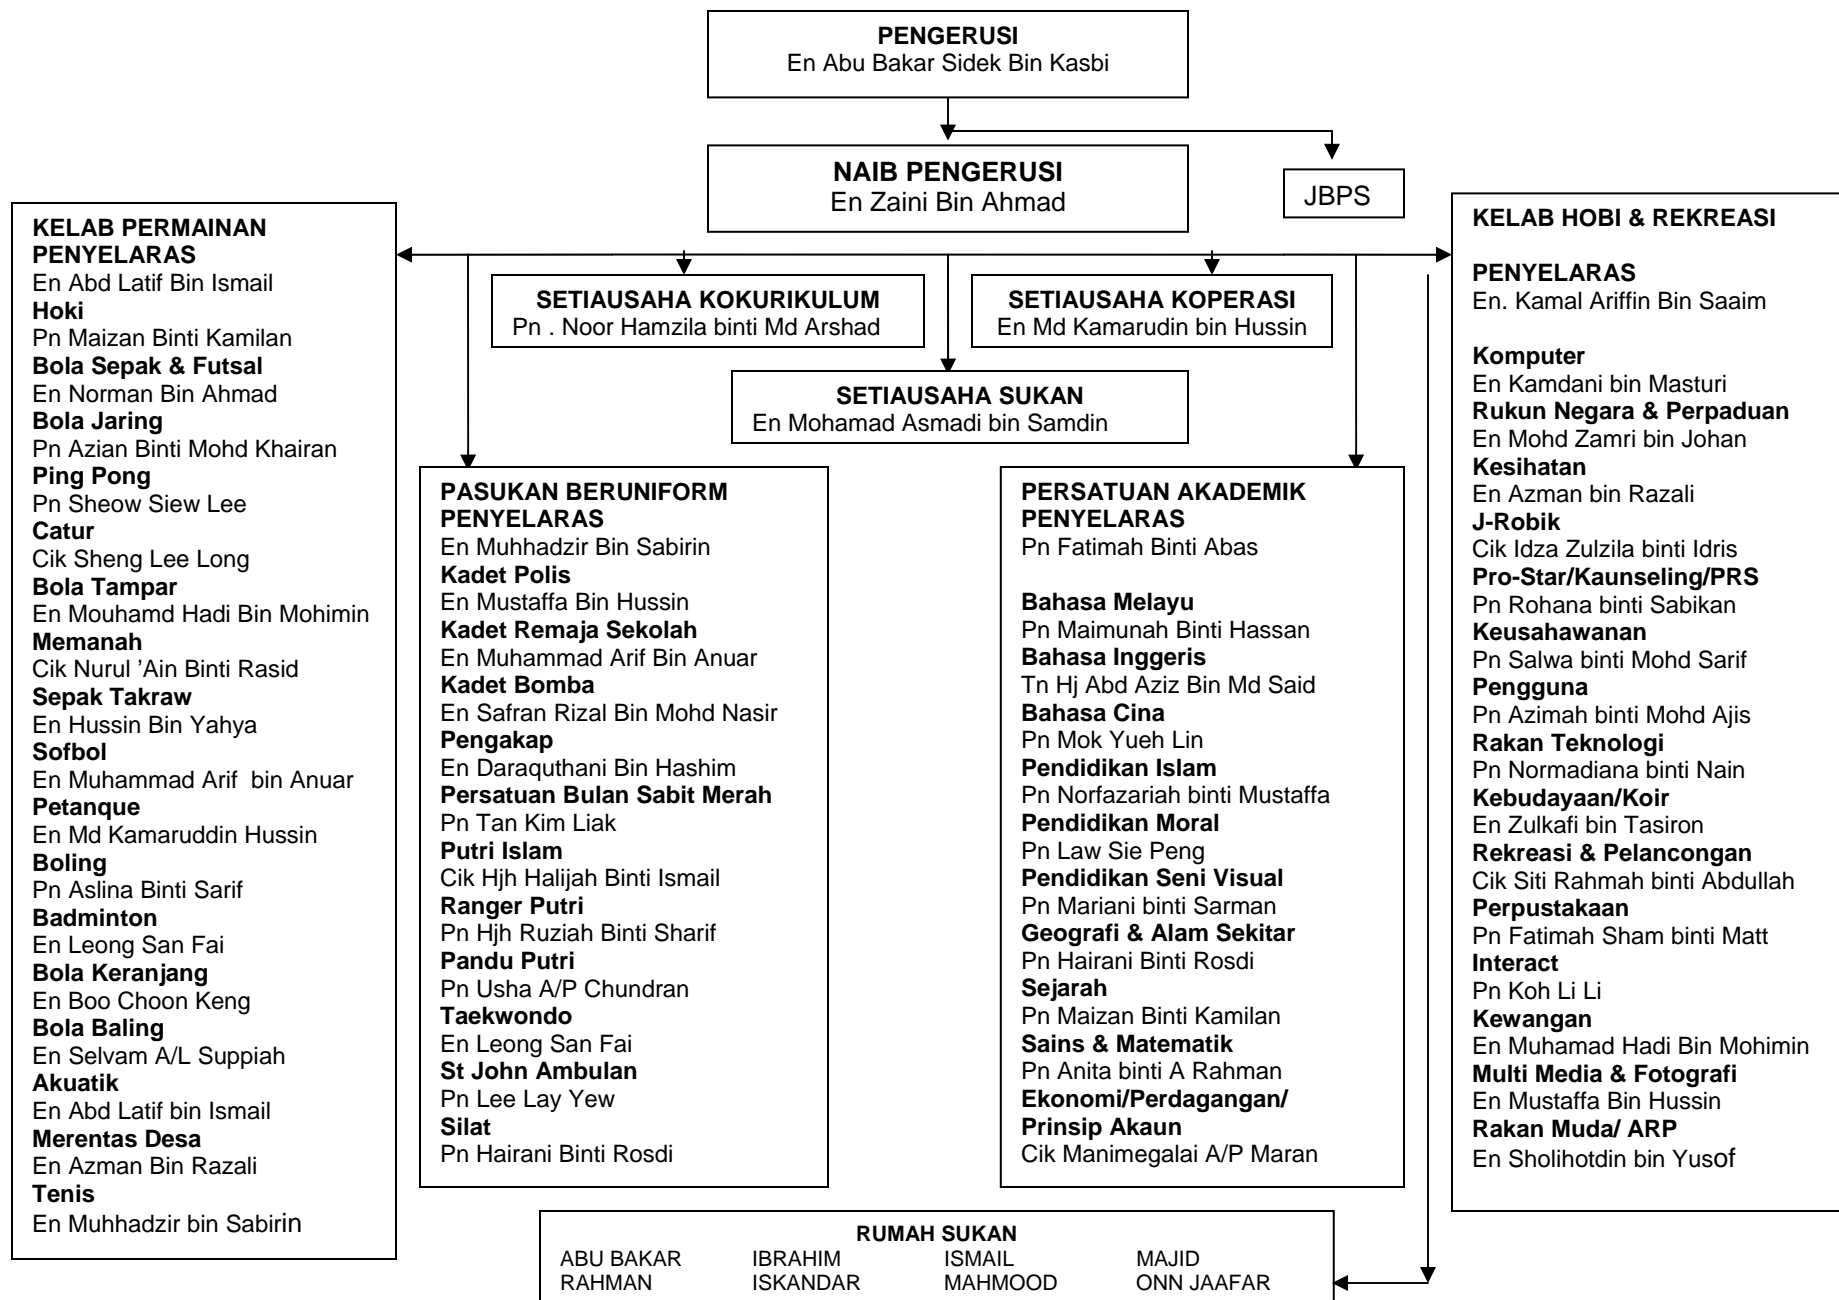 PENGERUSI
En Abu Bakar Sidek Bin Kasbi
NAIB PENGERUSI
En Zaini Bin Ahmad
JBPS
KELAB PERMAINAN
PENYELARAS
En Abd Latif Bin Ismail
Hoki
Pn Maizan Binti Kamilan
Bola Sepak & Futsal
En Norman Bin Ahmad
Bola Jaring
Pn Azian Binti Mohd Khairan
Ping Pong
Pn Sheow Siew Lee
Catur
Cik Sheng Lee Long
Bola Tampar
En Mouhamd Hadi Bin Mohimin
Memanah
Cik Nurul ’Ain Binti Rasid
Sepak Takraw
En Hussin Bin Yahya
Sofbol
En Muhammad Arif  bin Anuar
Petanque
En Md Kamaruddin Hussin
Boling
Pn Aslina Binti Sarif
Badminton
En Leong San Fai
Bola Keranjang
En Boo Choon Keng
Bola Baling
En Selvam A/L Suppiah
Akuatik
En Abd Latif bin Ismail
Merentas Desa
En Azman Bin Razali
Tenis
En Muhhadzir bin Sabirin
SETIAUSAHA KOKURIKULUM
Pn . Noor Hamzila binti Md Arshad
SETIAUSAHA KOPERASI
En Md Kamarudin bin Hussin
SETIAUSAHA SUKAN
En Mohamad Asmadi bin Samdin
PASUKAN BERUNIFORM
PENYELARAS
En Muhhadzir Bin Sabirin
Kadet Polis
En Mustaffa Bin Hussin
Kadet Remaja Sekolah
En Muhammad Arif Bin Anuar
Kadet Bomba
En Safran Rizal Bin Mohd Nasir
Pengakap
En Daraquthani Bin Hashim
Persatuan Bulan Sabit Merah
Pn Tan Kim Liak
Putri Islam
Cik Hjh Halijah Binti Ismail
Ranger Putri
Pn Hjh Ruziah Binti Sharif
Pandu Putri
Pn Usha A/P Chundran
Taekwondo
En Leong San Fai
St John Ambulan
Pn Lee Lay Yew
Silat
Pn Hairani Binti Rosdi
PERSATUAN AKADEMIK
PENYELARAS
Pn Fatimah Binti Abas
Bahasa Melayu
Pn Maimunah Binti Hassan
Bahasa Inggeris
Tn Hj Abd Aziz Bin Md Said
Bahasa Cina
Pn Mok Yueh Lin
Pendidikan Islam
Pn Norfazariah binti Mustaffa
Pendidikan Moral
Pn Law Sie Peng
Pendidikan Seni Visual
Pn Mariani binti Sarman
Geografi & Alam Sekitar
Pn Hairani Binti Rosdi
Sejarah
Pn Maizan Binti Kamilan
Sains & Matematik
Pn Anita binti A Rahman
Ekonomi/Perdagangan/
Prinsip Akaun
Cik Manimegalai A/P Maran
KELAB HOBI & REKREASI
PENYELARAS
En. Kamal Ariffin Bin Saaim
Komputer
En Kamdani bin Masturi
Rukun Negara & Perpaduan
En Mohd Zamri bin Johan
Kesihatan
En Azman bin Razali
J-Robik
Cik Idza Zulzila binti Idris
Pro-Star/Kaunseling/PRS
Pn Rohana binti Sabikan
Keusahawanan
Pn Salwa binti Mohd Sarif
Pengguna
Pn Azimah binti Mohd Ajis
Rakan Teknologi
Pn Normadiana binti Nain
Kebudayaan/Koir
En Zulkafi bin Tasiron
Rekreasi & Pelancongan
Cik Siti Rahmah binti Abdullah
Perpustakaan
Pn Fatimah Sham binti Matt
Interact
Pn Koh Li Li
Kewangan
En Muhamad Hadi Bin Mohimin
Multi Media & Fotografi
En Mustaffa Bin Hussin
Rakan Muda/ ARP
En Sholihotdin bin Yusof
RUMAH SUKAN
ABU BAKAR IBRAHIM ISMAIL MAJID
RAHMAN ISKANDAR MAHMOOD ONN JAAFAR